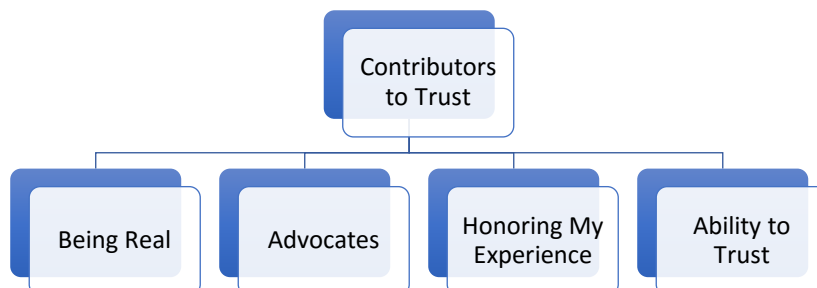 Contributors
to Trust
Being Real
Advocates
Honoring My
Experience
Ability to
Trust